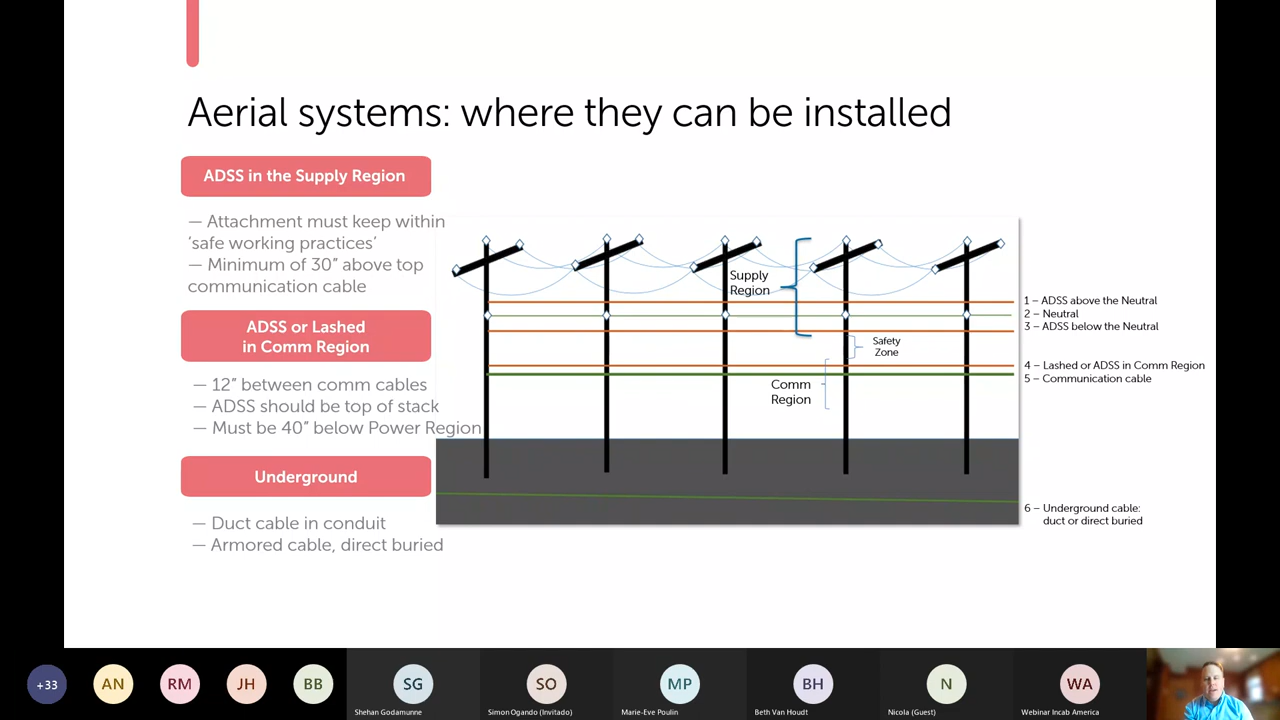 Aerial systems: where they can be installed
ADSS in the Supply Region
— Attachment must keep within
‘safe working practices’
— Minimum of 30” above top
communication cable
ADSS or Lashed
in Comm Region
— 12” between comm cables
— ADSS should be top of stack
— Must be 40” below Power Region
Underground
— Duct cable in conduit
— Armored cable, direct buried
Supply
Region
Safety
Zone
Comm
Region
1 – ADSS above the Neutral
2 – Neutral
3 – ADSS below the Neutral
4 – Lashed or ADSS in Comm Region
5 – Communication cable
6 – Underground cable:
duct or direct buried
+33
AN
RM
JH
BB
SG
SO
MP
BH
N
WA
Shehan Godamunne
Simon Ogando (Invitado)
Marie-Eve Poulin
Beth Van Houdt
Nicola (Guest)
Webinar Incab America